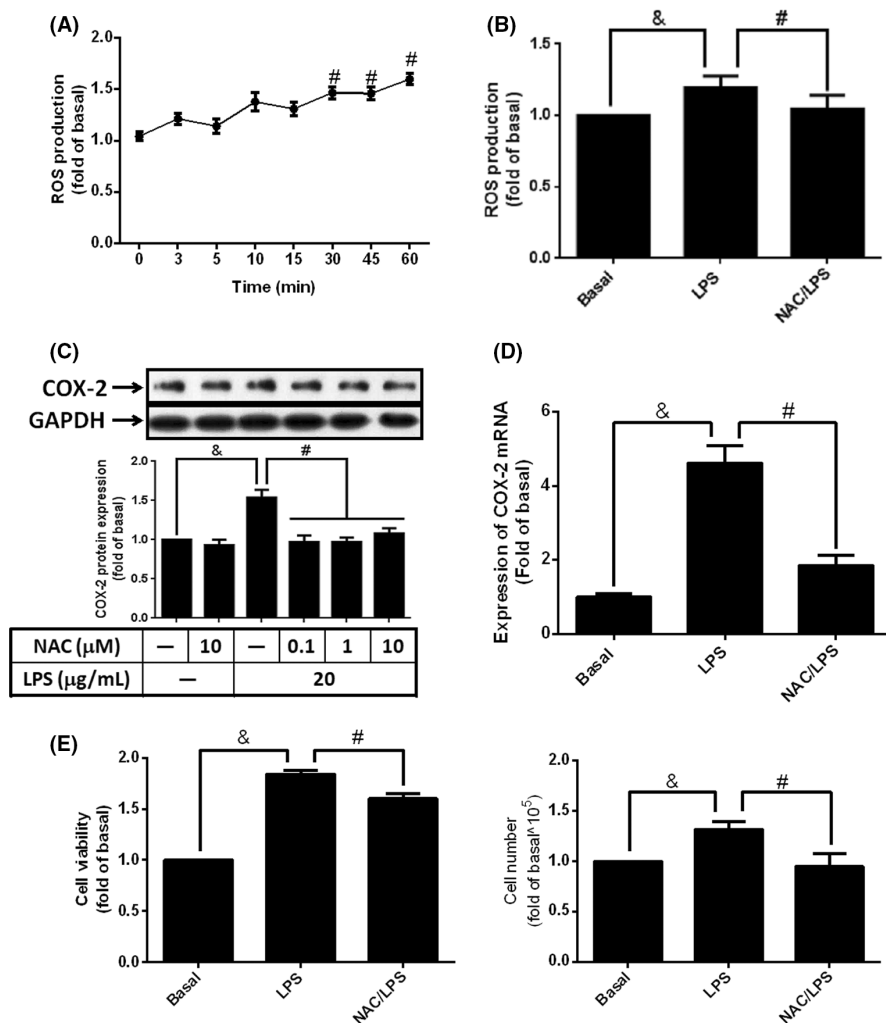 (A)
2.0
1.5
1.0
0.5
0.0
ROS production
(fold of basal)
# # #
0 3 5 10 15 30 45 60
Time (min)
(B)
& #
1.5
1.0
0.5
0.0
ROS production
(fold of basal)
Basal LPS NAC/LPS
(C)
COX-2
GAPDH
& #
2.0
1.5
1.0
0.5
0.0
COX-2 protein expression
(fold of basal)
NAC (μM) — 10 — 0.1 1 10
LPS (μg/mL) — 20
(D)
& #
6
4
2
0
Expression of COX-2 mRNA
(Fold of basal)
Basal LPS NAC/LPS
(E)
& #
2.0
1.5
1.0
0.5
0.0
Cell viability
(fold of basal)
Basal LPS NAC/LPS
& #
2.0
1.5
1.0
0.5
0.0
Cell number
(fold of basal^10^5)
Basal LPS NAC/LPS